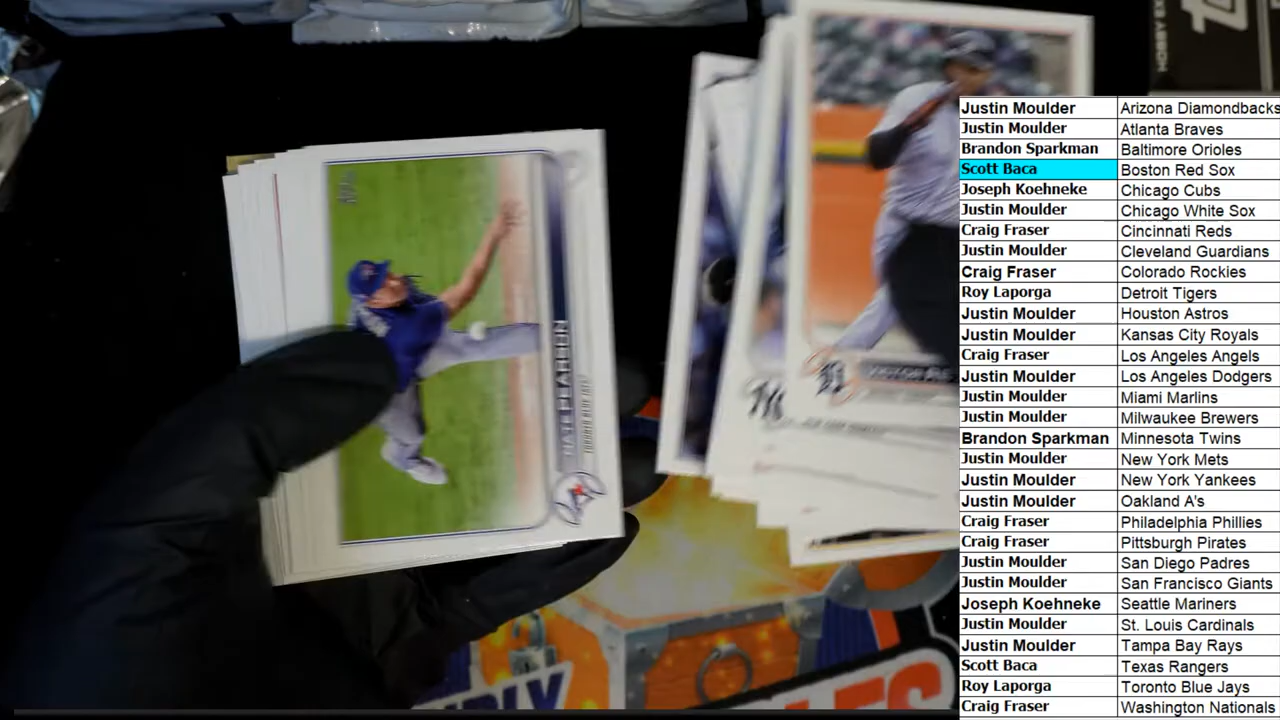 HOBBY
Justin Moulder Arizona Diamondbacks
Justin Moulder Atlanta Braves
Brandon Sparkman Baltimore Orioles
Scott Baca Boston Red Sox
Joseph Koehneke Chicago Cubs
Justin Moulder Chicago White Sox
Craig Fraser Cincinnati Reds
Justin Moulder Cleveland Guardians
Craig Fraser Colorado Rockies
Roy Laporga Detroit Tigers
Justin Moulder Houston Astros
Justin Moulder Kansas City Royals
Craig Fraser Los Angeles Angels
Justin Moulder Los Angeles Dodgers
Justin Moulder Miami Marlins
Justin Moulder Milwaukee Brewers
Brandon Sparkman Minnesota Twins
Justin Moulder New York Mets
Justin Moulder New York Yankees
Justin Moulder Oakland A's
Craig Fraser Philadelphia Phillies
Craig Fraser Pittsburgh Pirates
Justin Moulder San Diego Padres
Justin Moulder San Francisco Giants
Joseph Koehneke Seattle Mariners
Justin Moulder St. Louis Cardinals
Justin Moulder Tampa Bay Rays
Scott Baca Texas Rangers
Roy Laporga Toronto Blue Jays
Craig Fraser Washington Nationals
NATE PEARSON